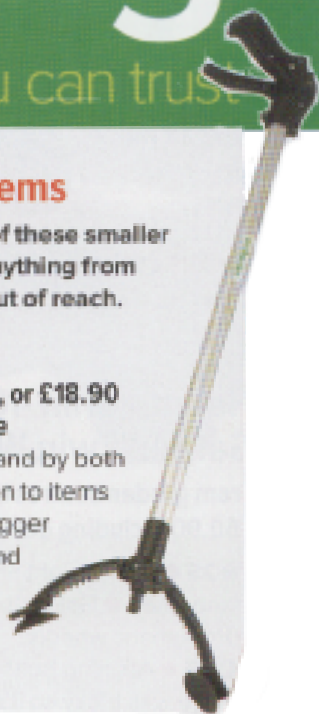 u can trust
ems
f these smaller
ything from
ut of reach.
, or £18.90
e
and by both
n to items
gger
nd